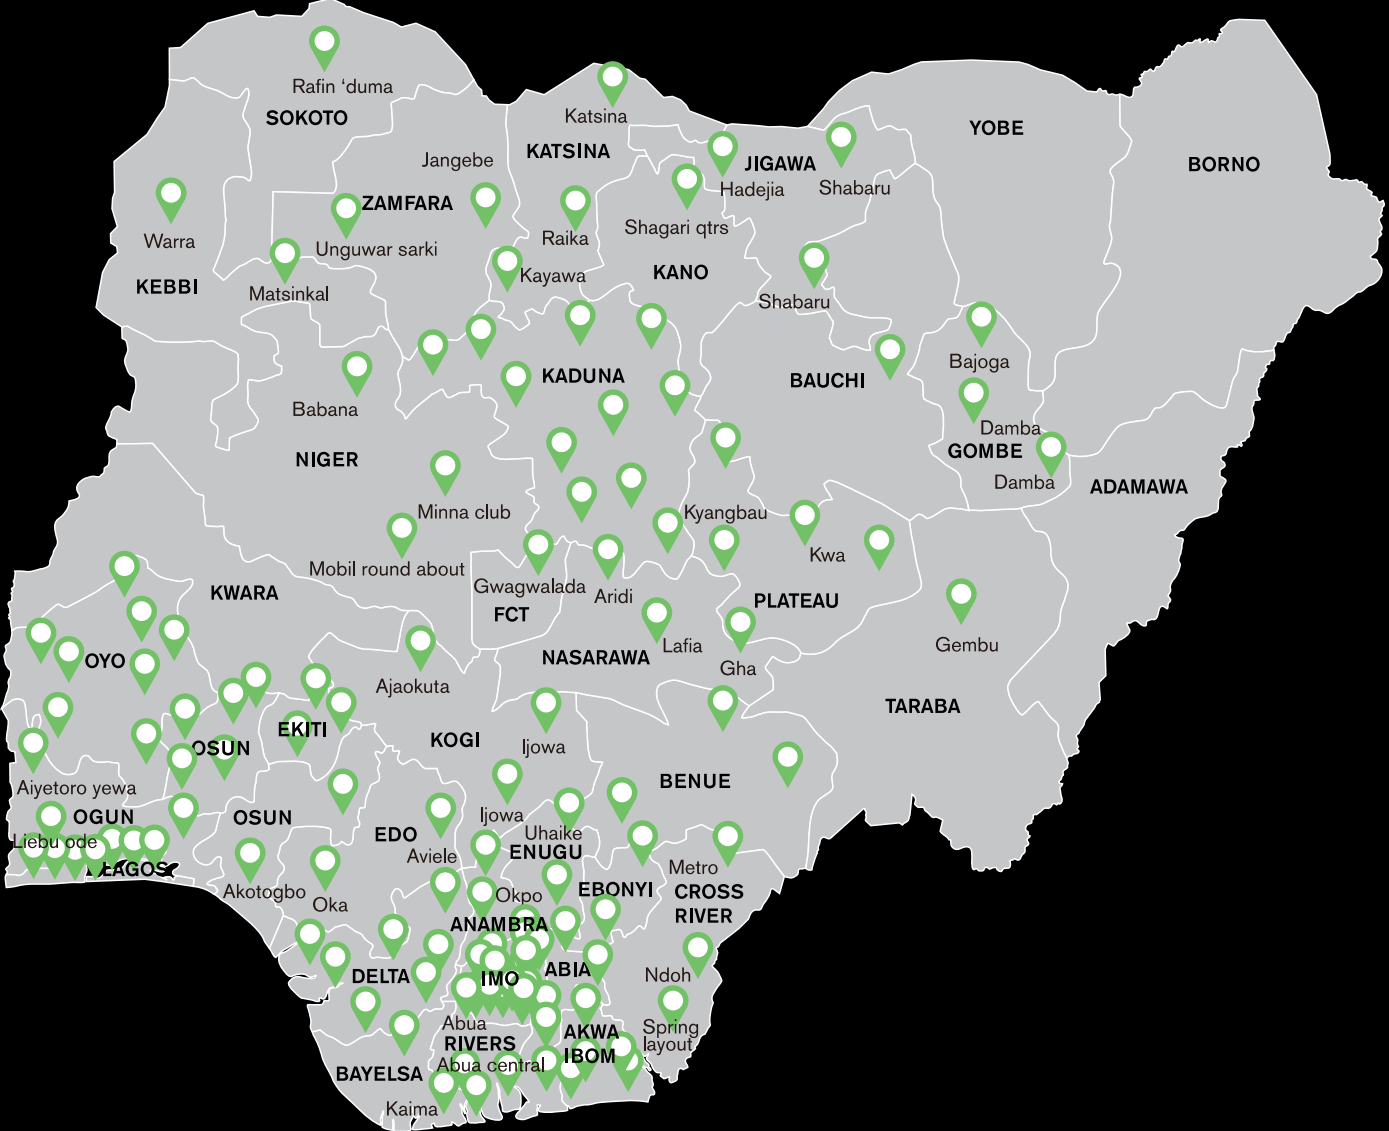 Rafin ‘duma
SOKOTO
Katsina
YOBE
Jangebe
KATSINA
JIGAWA
BORNO
Hadejia
Shabaru
ZAMFARA
Shagari qtrs
Warra
Unguwar sarki
Raika
KEBBI
Matsinkal
Kayawa
KANO
Shabaru
Bajoga
KADUNA
BAUCHI
Babana
Damba
GOMBE
NIGER
Damba
ADAMAWA
Minna club
Kyangbau
Kwa
Mobil round about
Gwagwalada
Aridi
KWARA
FCT
PLATEAU
Gembu
OYO
NASARAWA
Lafia
Gha
Ajaokuta
TARABA
EKITI
OSUN
KOGI
Ijowa
BENUE
Aiyetoro yewa
OGUN
OSUN
Ijowa
Liebu ode
EDO
Uhaike
Aviele
ENUGU
LAGOS
Metro
Akotogbo
Oka
Okpo
EBONYI
CROSS
RIVER
ANAMBRA
DELTA
IMO
ABIA
Ndoh
Abua
RIVERS
AKWA
IBOM
Spring
layout
Abua central
BAYELSA
Kaima